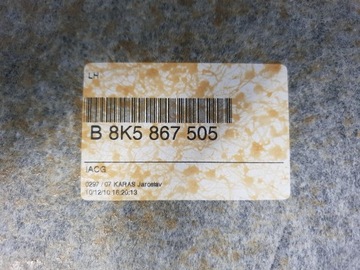 LH
B 8K5 867 505
IACG
0297 / 07 KARAS Jaroslav
10/12/10 16:20:13